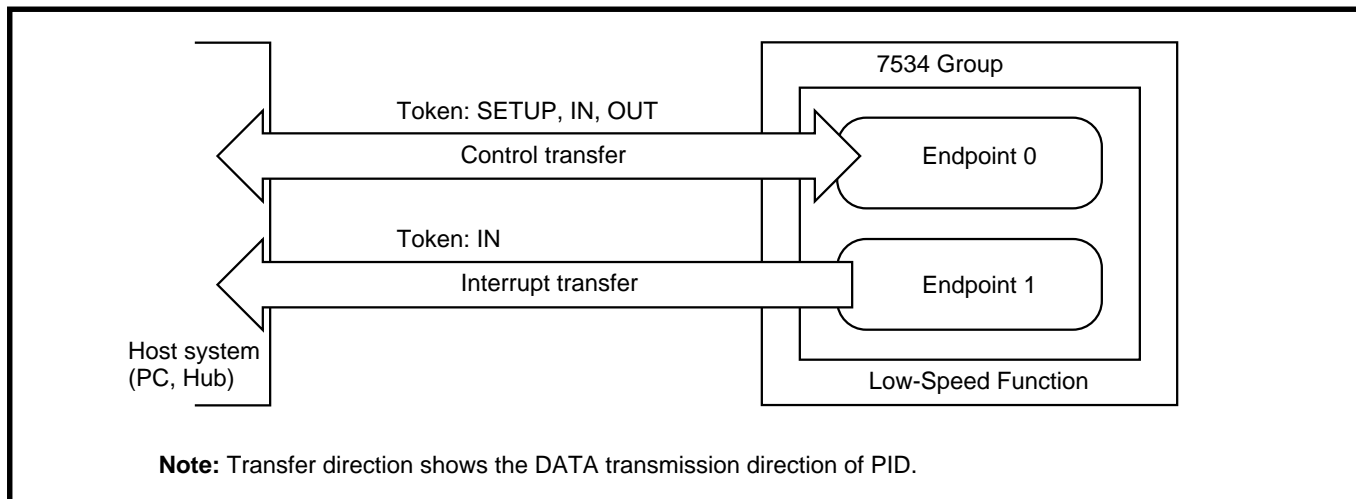 7534 Group
Token: SETUP, IN, OUT
Control transfer
Endpoint 0
Token: IN
Interrupt transfer
Endpoint 1
Host system
(PC, Hub)
Low-Speed Function
Note: Transfer direction shows the DATA transmission direction of PID.